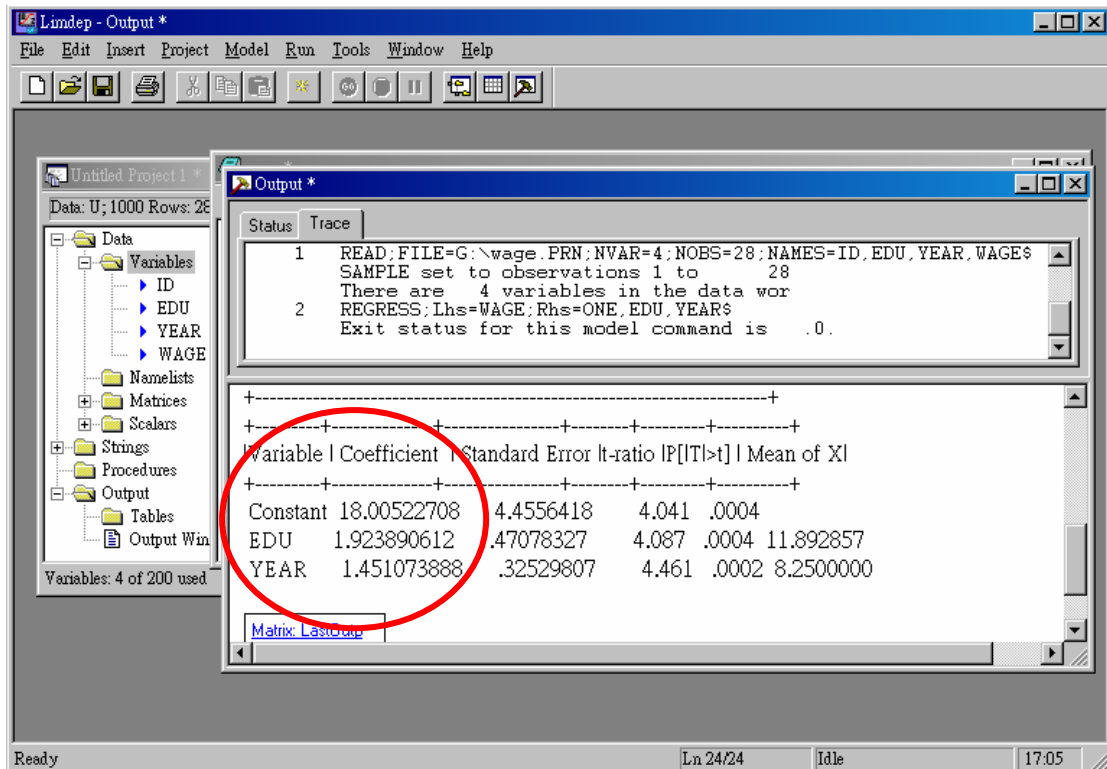 Limdep - Output *
File Edit Insert Project Model Run Tools Window Help
GO
Untitled Project 1 *
Data: U; 1000 Rows: 28
Data
Variables
ID
EDU
YEAR
WAGE
Namelists
Matrices
Scalars
Strings
Procedures
Output
Tables
Output Win
Variables: 4 of 200 used
Output *
Status Trace
1 READ;FILE=G:\wage.PRN;NVAR=4;NOBS=28;NAMES=ID,EDU,YEAR,WAGE$
SAMPLE set to observations 1 to 28
There are 4 variables in the data wor
2 REGRESS;Lhs=WAGE;Rhs=ONE,EDU,YEAR$
Exit status for this model command is .0.
|Variable | Coefficient | Standard Error |t-ratio |P[|T|>t] | Mean of X|
Constant 18.00522708 4.4556418 4.041 .0004
EDU 1.923890612 .47078327 4.087 .0004 11.892857
YEAR 1.451073888 .32529807 4.461 .0002 8.2500000
Matrix: LastOutp
Ready Ln 24/24 Idle 17:05